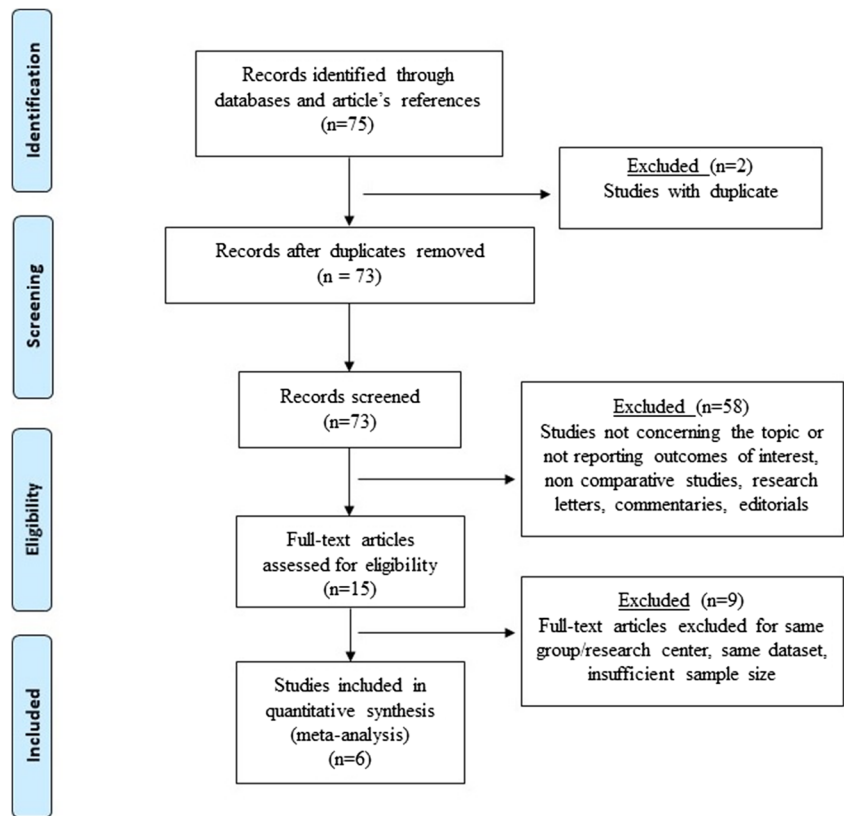 Identification
Records identified through
databases and article's references
(n=75)
Excluded (n=2)
Studies with duplicate
Screening
Records after duplicates removed
(n = 73)
Records screened
(n=73)
Excluded (n=58)
Studies not concerning the topic or
not reporting outcomes of interest,
non comparative studies, research
letters, commentaries, editorials
Eligibility
Full-text articles
assessed for eligibility
(n=15)
Excluded (n=9)
Full-text articles excluded for same
group/research center, same dataset,
insufficient sample size
Included
Studies included in
quantitative synthesis
(meta-analysis)
(n=6)